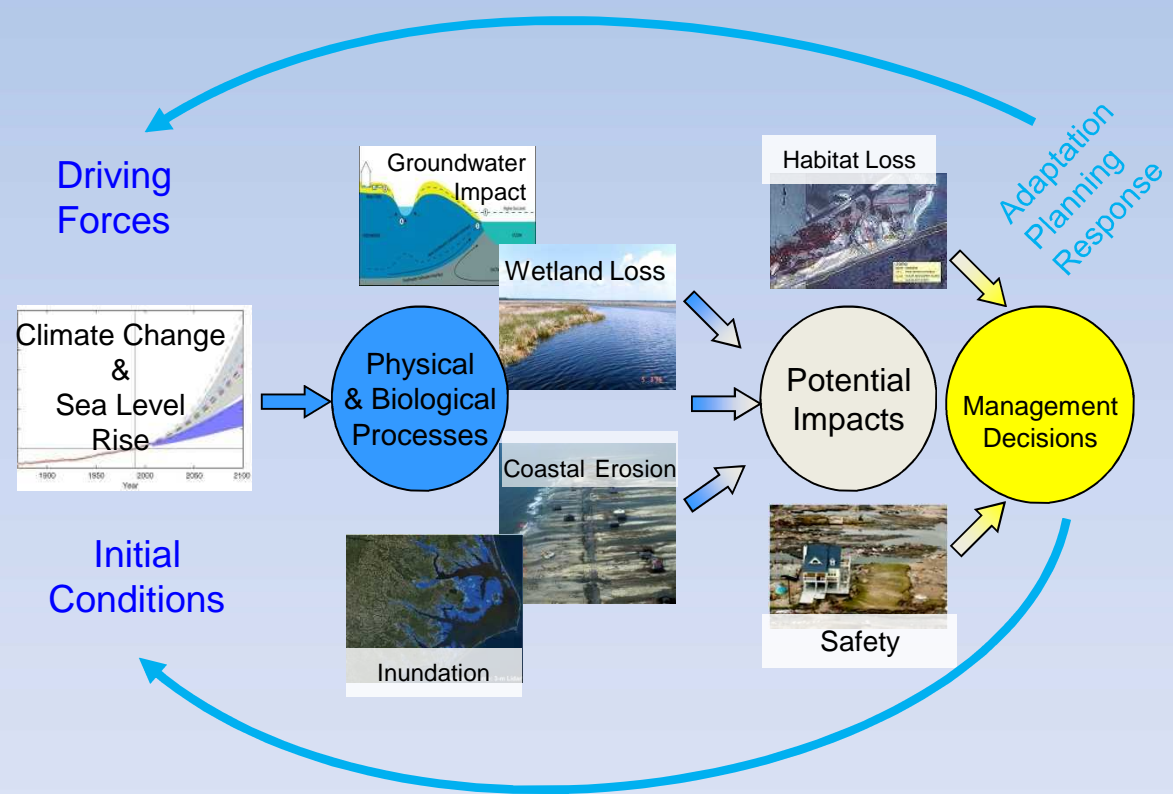 Driving
Forces
Climate Change
&
Sea Level
Rise
1900
1950
2000
2050
2100
Year
Initial
Conditions
Groundwater
Impact
Wetland Loss
Physical
& Biological
Processes
Coastal Erosion
Inundation
Habitat Loss
Potential
Impacts
Safety
Management
Decisions
Adaptation
Planning
Response